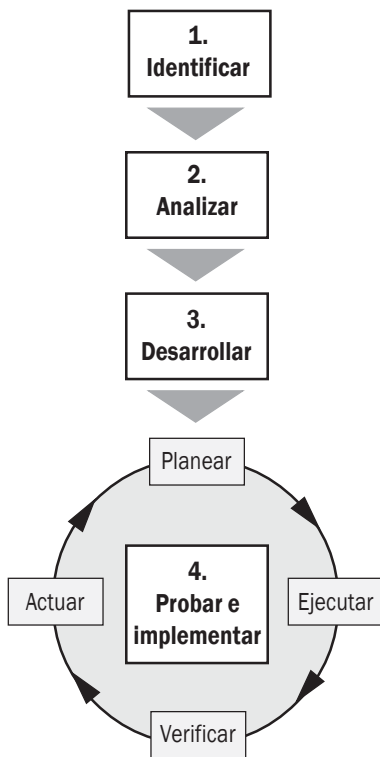 1.
Identificar
2.
Analizar
3.
Desarrollar
Planear
Actuar
4.
Probar e
implementar
Ejecutar
Verificar